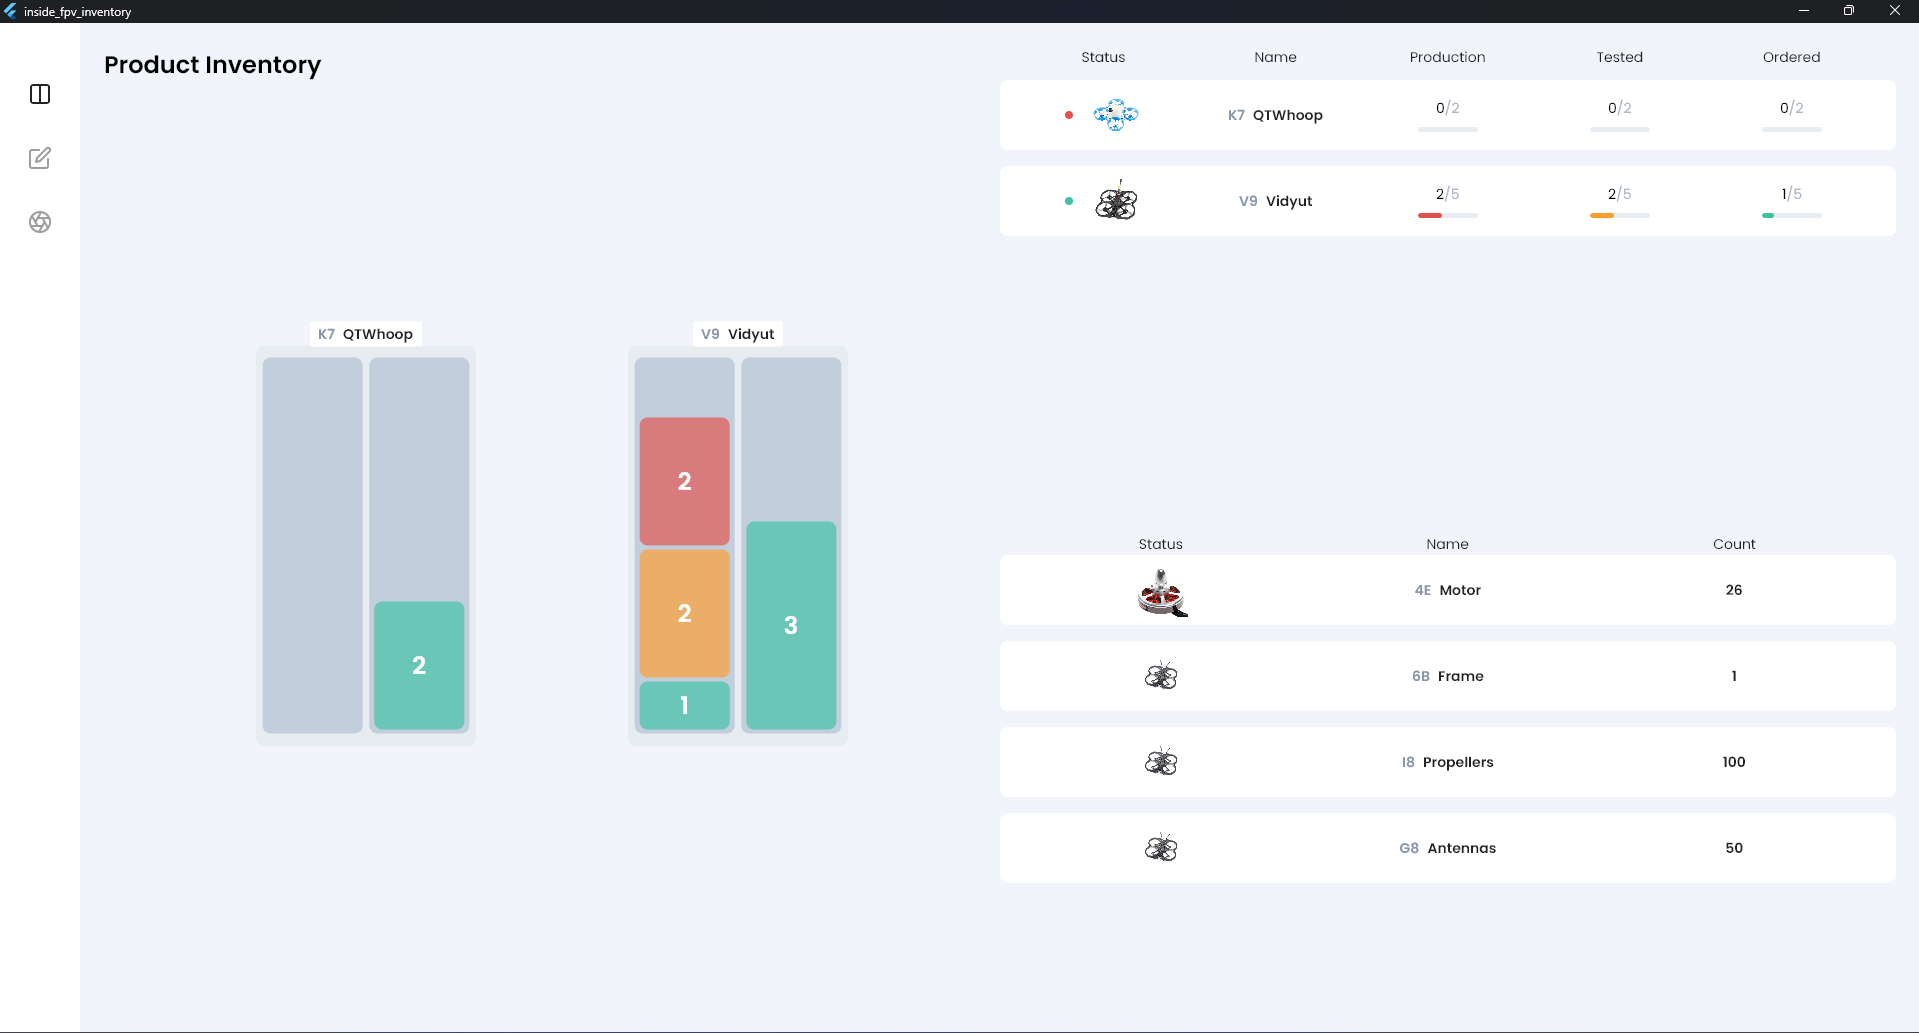 inside_fpv_inventory
Product Inventory
Status Name Production Tested Ordered
K7 QTWhoop 0/2 0/2 0/2
V9 Vidyut 2/5 2/5 1/5
K7 QTWhoop
2
V9 Vidyut
2
2
1
3
Status Name Count
4E Motor 26
6B Frame 1
I8 Propellers 100
G8 Antennas 50